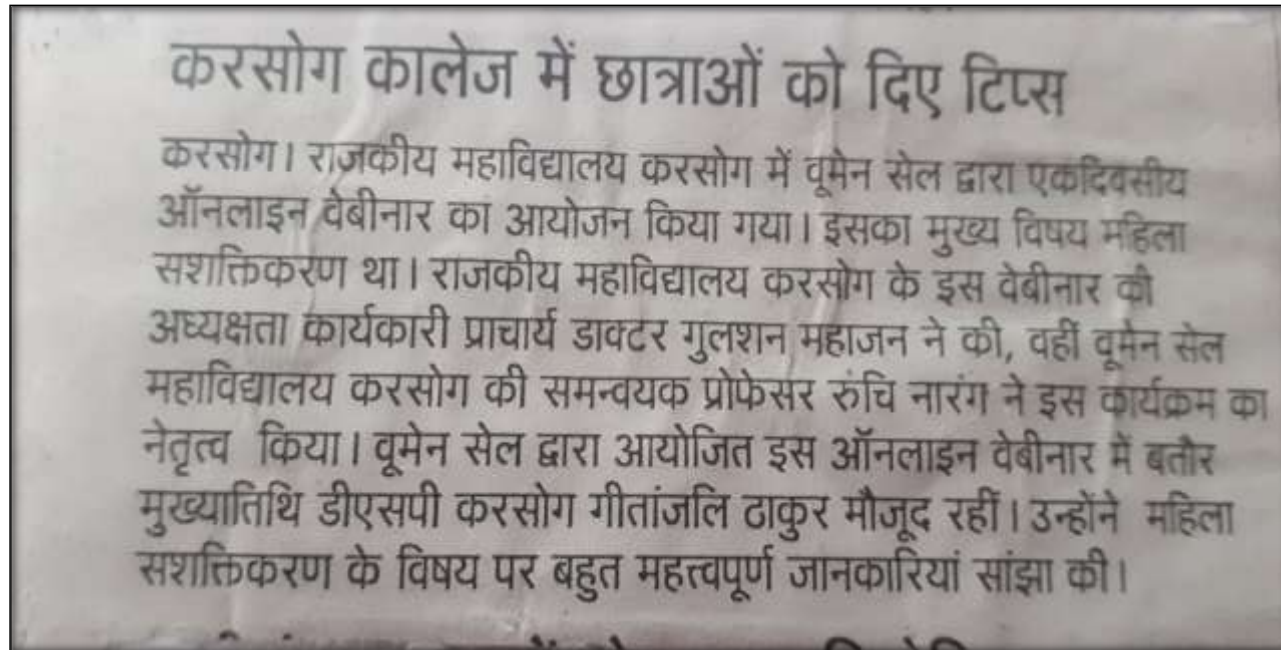 करसोग कालेज में छात्राओं को दिए टिप्स
करसोग। राजकीय महाविद्यालय करसोग में वूमेन सेल द्वारा एकदिवसीय
ऑनलाइन वेबीनार का आयोजन किया गया। इसका मुख्य विषय महिला
सशक्तिकरण था। राजकीय महाविद्यालय करसोग के इस वेबीनार की
अध्यक्षता कार्यकारी प्राचार्य डाक्टर गुलशन महाजन ने की, वहीं वूमेन सेल
महाविद्यालय करसोग की समन्वयक प्रोफेसर रुंचि नारंग ने इस कार्यक्रम का
नेतृत्व किया। वूमेन सेल द्वारा आयोजित इस ऑनलाइन वेबीनार में बतौर
मुख्यातिथि डीएसपी करसोग गीतांजलि ठाकुर मौजूद रहीं। उन्होंने महिला
सशक्तिकरण के विषय पर बहुत महत्वपूर्ण जानकारियां सांझा की।